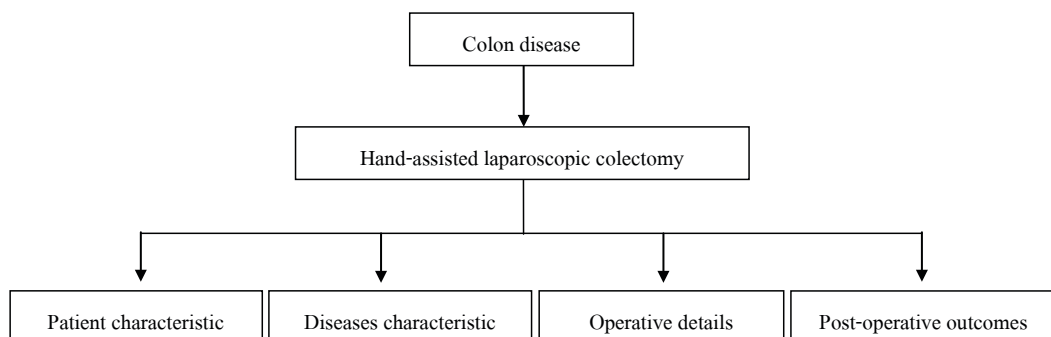 Colon disease
Hand-assisted laparoscopic colectomy
Patient characteristic
Diseases characteristic
Operative details
Post-operative outcomes